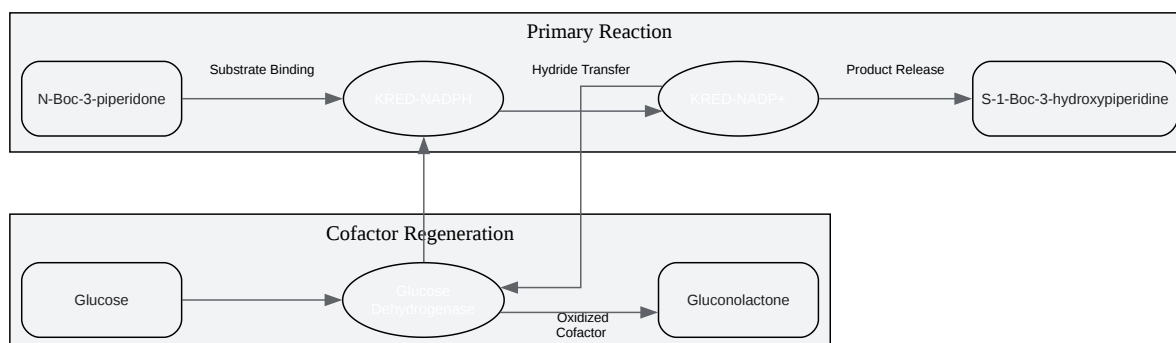 Primary Reaction
Substrate Binding
Hydride Transfer
Product Release
N-Boc-3-piperidone
KRED-NADPH
KRED-NADP+
S-1-Boc-3-hydroxypiperidine
Cofactor Regeneration
Glucose
Glucose
Dehydrogenase
Gluconolactone
Oxidized
Cofactor